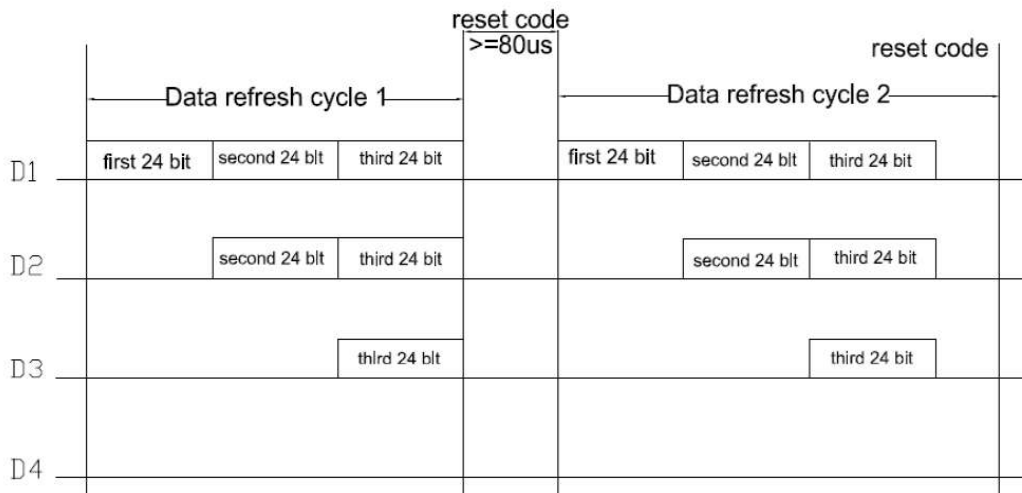 reset code
>=80us
reset code
Data refresh cycle 1
Data refresh cycle 2
D1 first 24 bit second 24 blt third 24 bit first 24 bit second 24 blt third 24 bit
D2 second 24 blt third 24 bit second 24 blt third 24 bit
D3 third 24 blt third 24 bit
D4